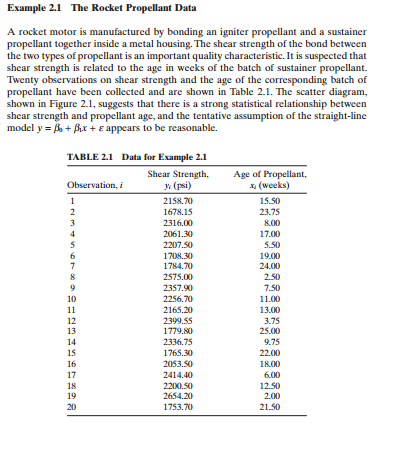 Example 2.1 The Rocket Propellant Data
A rocket motor is manufactured by bonding an igniter propellant and a sustainer
propellant together inside a metal housing. The shear strength of the bond between
the two types of propellant is an important quality characteristic. It is suspected that
shear strength is related to the age in weeks of the batch of sustainer propellant.
Twenty observations on shear strength and the age of the corresponding batch of
propellant have been collected and are shown in Table 2.1. The scatter diagram,
shown in Figure 2.1, suggests that there is a strong statistical relationship between
shear strength and propellant age, and the tentative assumption of the straight-line
model y = β₀ + β₁x + ε appears to be reasonable.
TABLE 2.1 Data for Example 2.1
Shear Strength, Age of Propellant,
Observation, i yᵢ (psi) xᵢ (weeks)
1 2158.70 15.50
2 1678.15 23.75
3 2316.00 8.00
4 2061.30 17.00
5 2207.50 5.50
6 1708.30 19.00
7 1784.70 24.00
8 2575.00 2.50
9 2357.90 7.50
10 2256.70 11.00
11 2165.20 13.00
12 2399.55 3.75
13 1779.80 25.00
14 2336.75 9.75
15 1765.30 22.00
16 2053.50 18.00
17 2414.40 6.00
18 2200.50 12.50
19 2654.20 2.00
20 1753.70 21.50